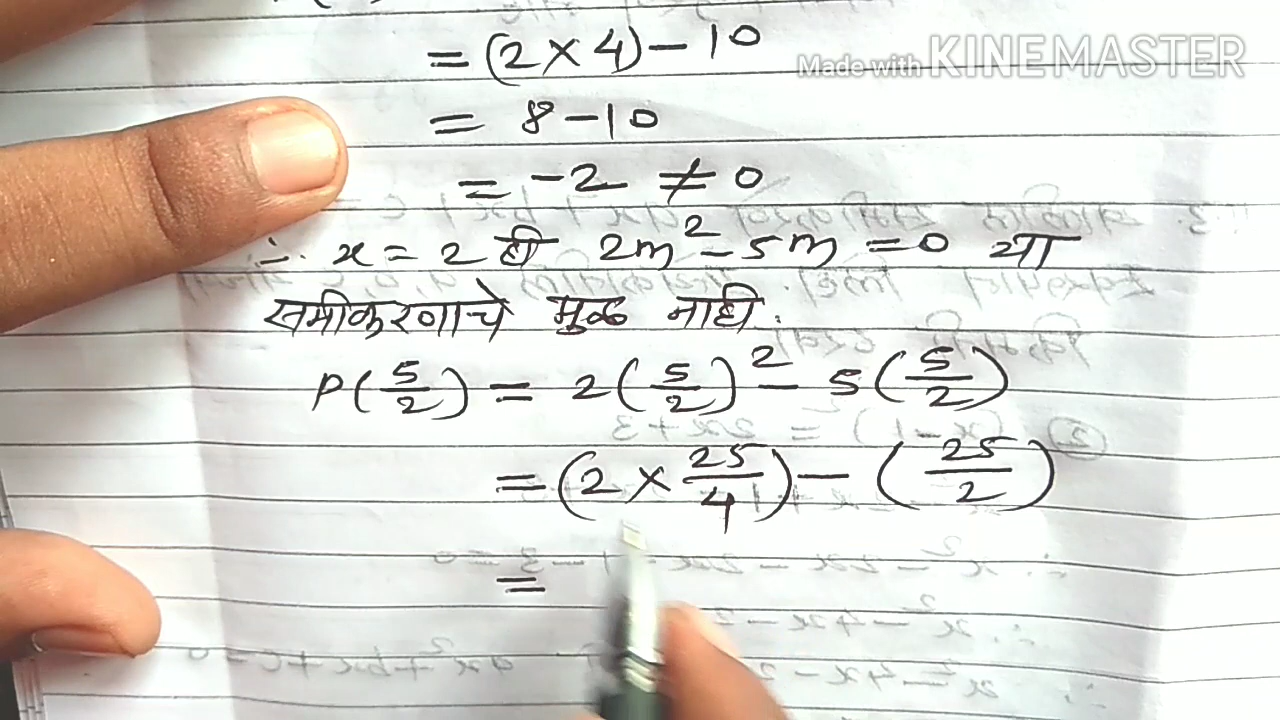 = (2 × 4) − 10
Made with KINEMASTER
= 8 − 10
= −2 ≠ 0
∴ x = 2 ही 2m² − 5m = 0 या
समीकरणाचे मुळ नाही.
P(5/2) = 2(5/2)² − 5(5/2)
= (2 × 25/4) − (25/2)
=